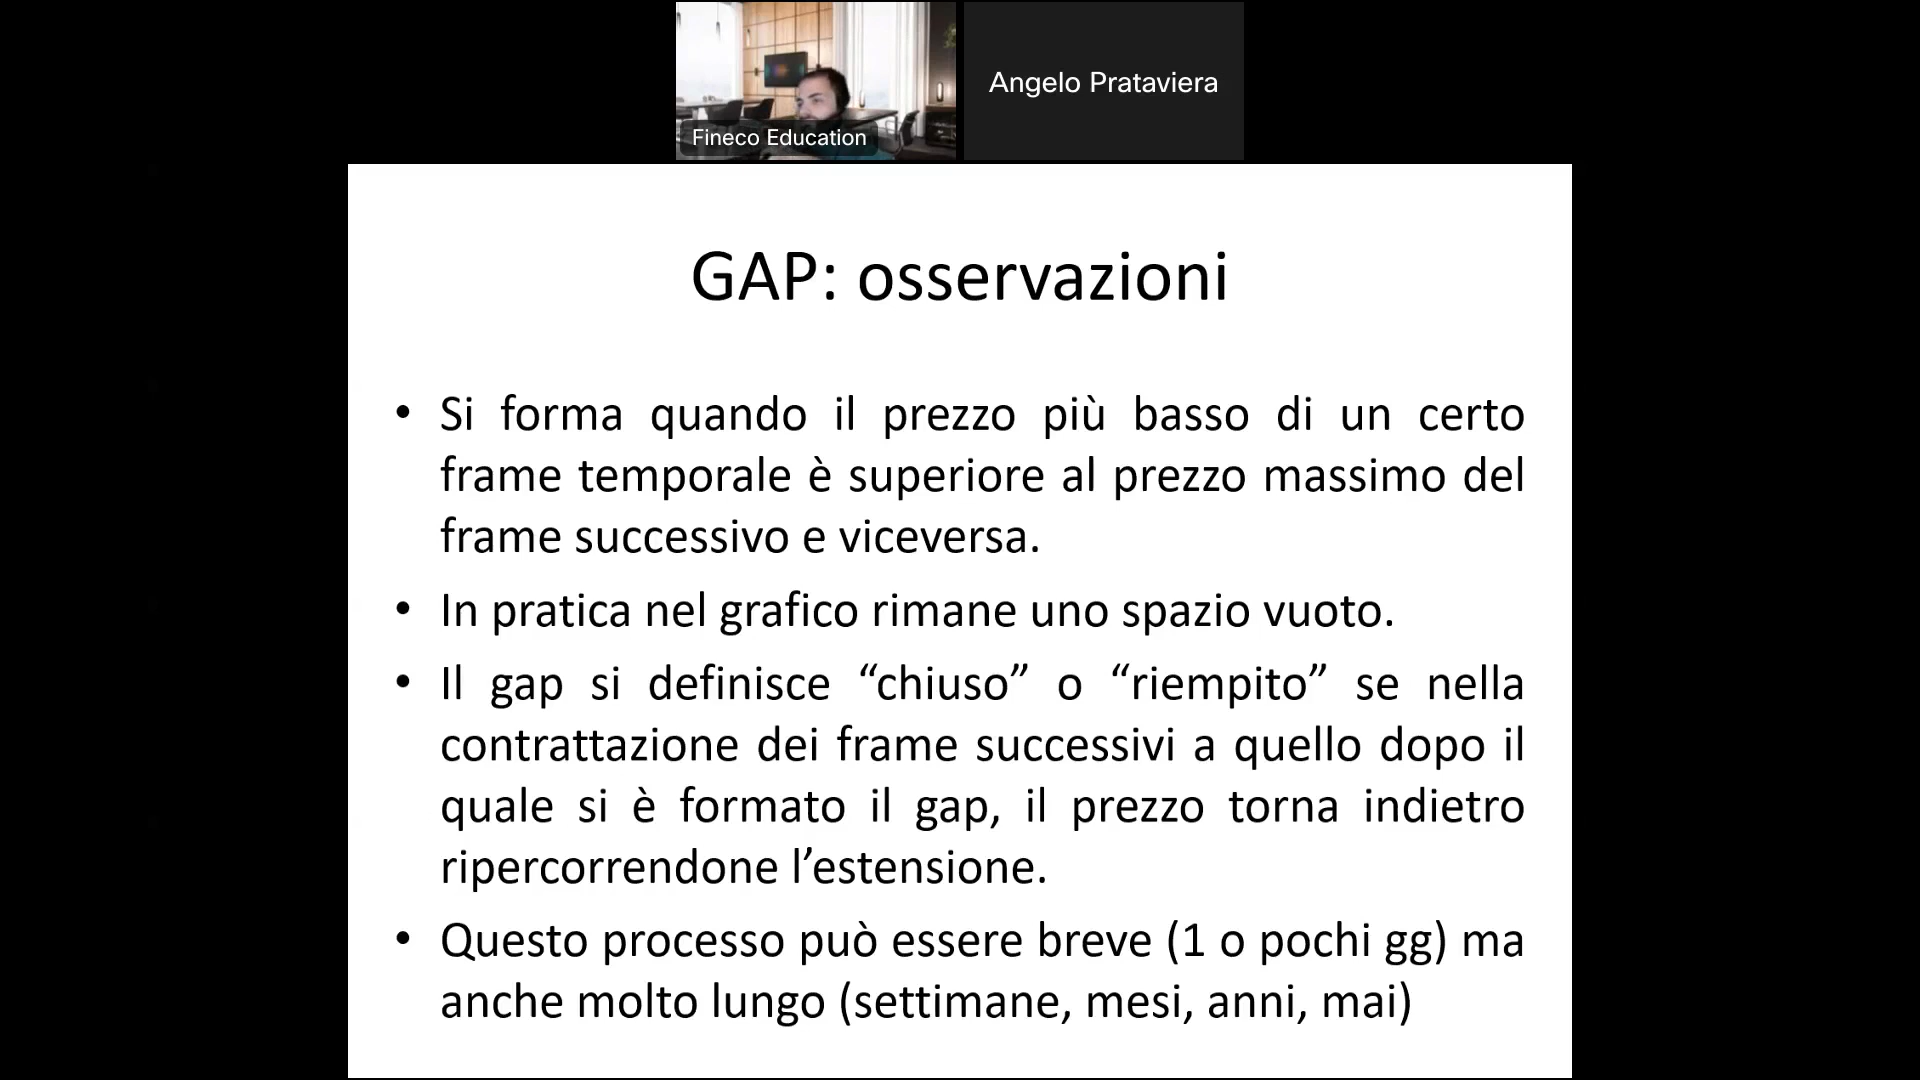 Fineco Education
Angelo Prataviera
GAP: osservazioni
• Si forma quando il prezzo più basso di un certo
frame temporale è superiore al prezzo massimo del
frame successivo e viceversa.
• In pratica nel grafico rimane uno spazio vuoto.
• Il gap si definisce “chiuso” o “riempito” se nella
contrattazione dei frame successivi a quello dopo il
quale si è formato il gap, il prezzo torna indietro
ripercorrendone l’estensione.
• Questo processo può essere breve (1 o pochi gg) ma
anche molto lungo (settimane, mesi, anni, mai)